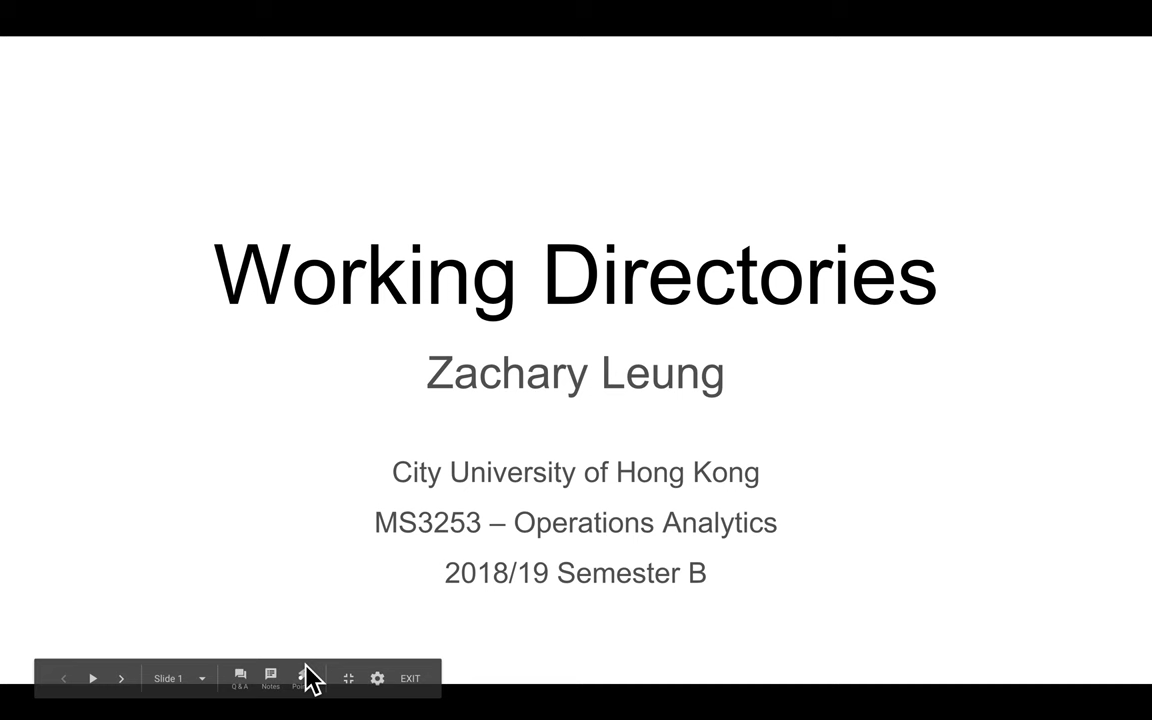 Working Directories
Zachary Leung
City University of Hong Kong
MS3253 – Operations Analytics
2018/19 Semester B
Slide 1
Q & A
Notes
EXIT